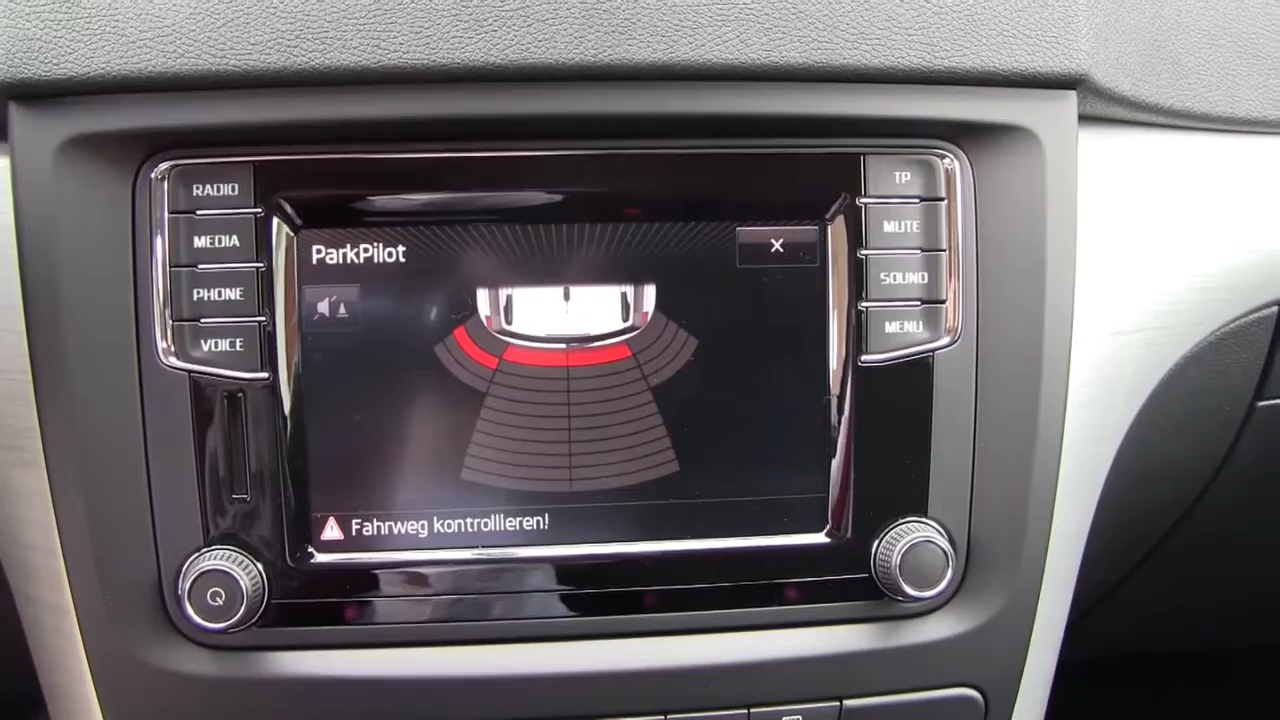 RADIO
MEDIA
PHONE
VOICE
TP
MUTE
SOUND
MENU
ParkPilot
Fahrweg kontrollieren!